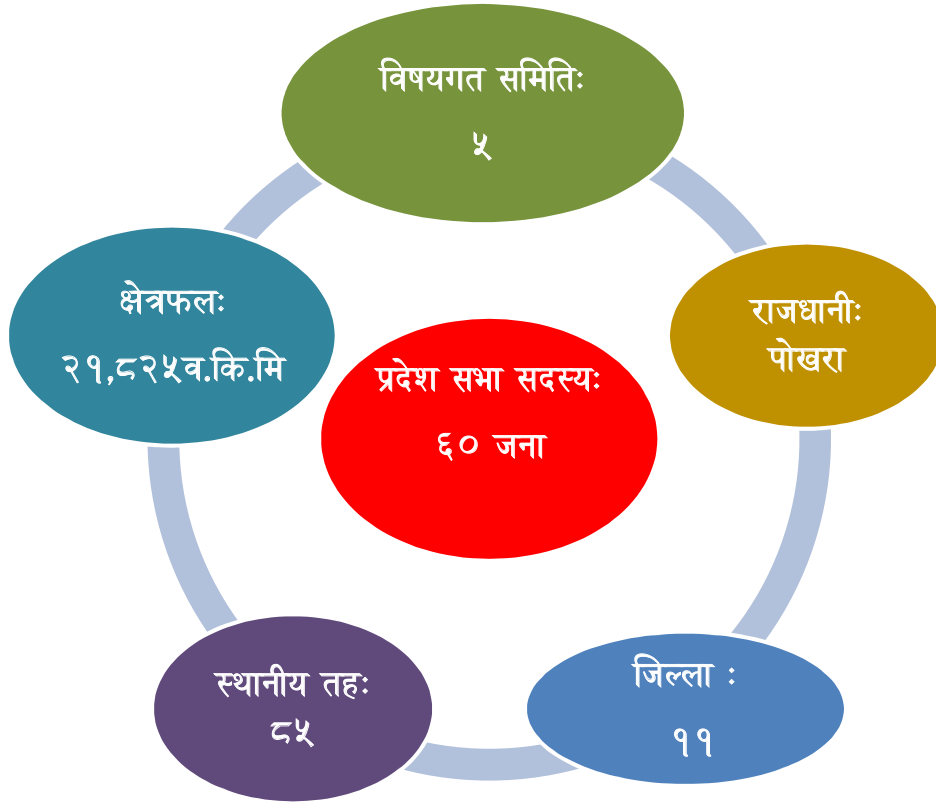 विषयगत समितिः
५
क्षेत्रफलः
२१,८२५व.कि.मि
राजधानीः
पोखरा
प्रदेश सभा सदस्यः
६० जना
स्थानीय तहः
८५
जिल्ला :
११